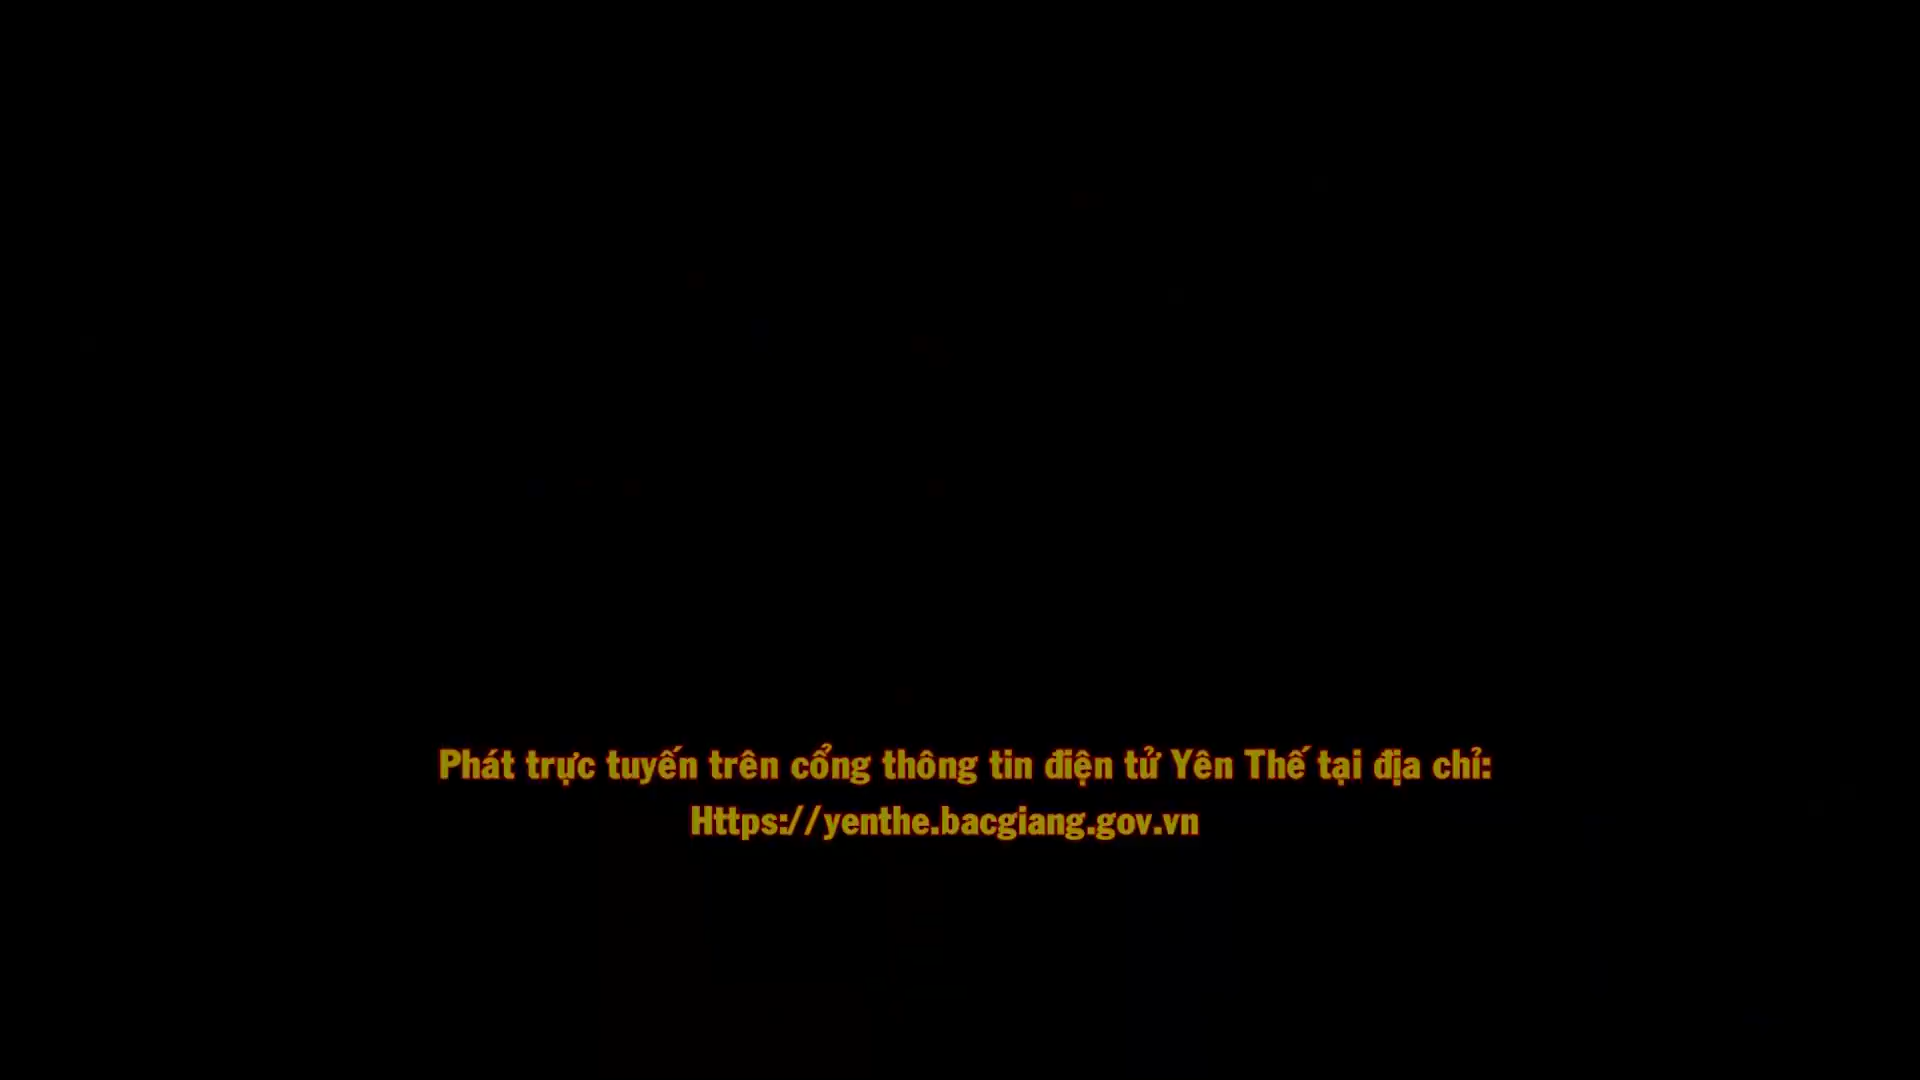 Phát trực tuyến trên cổng thông tin điện tử Yên Thế tại địa chỉ:
Https://yenthe.bacgiang.gov.vn